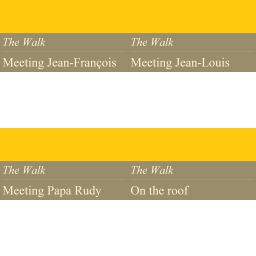 The Walk The Walk
Meeting Jean-François Meeting Jean-Louis
The Walk The Walk
Meeting Papa Rudy On the roof